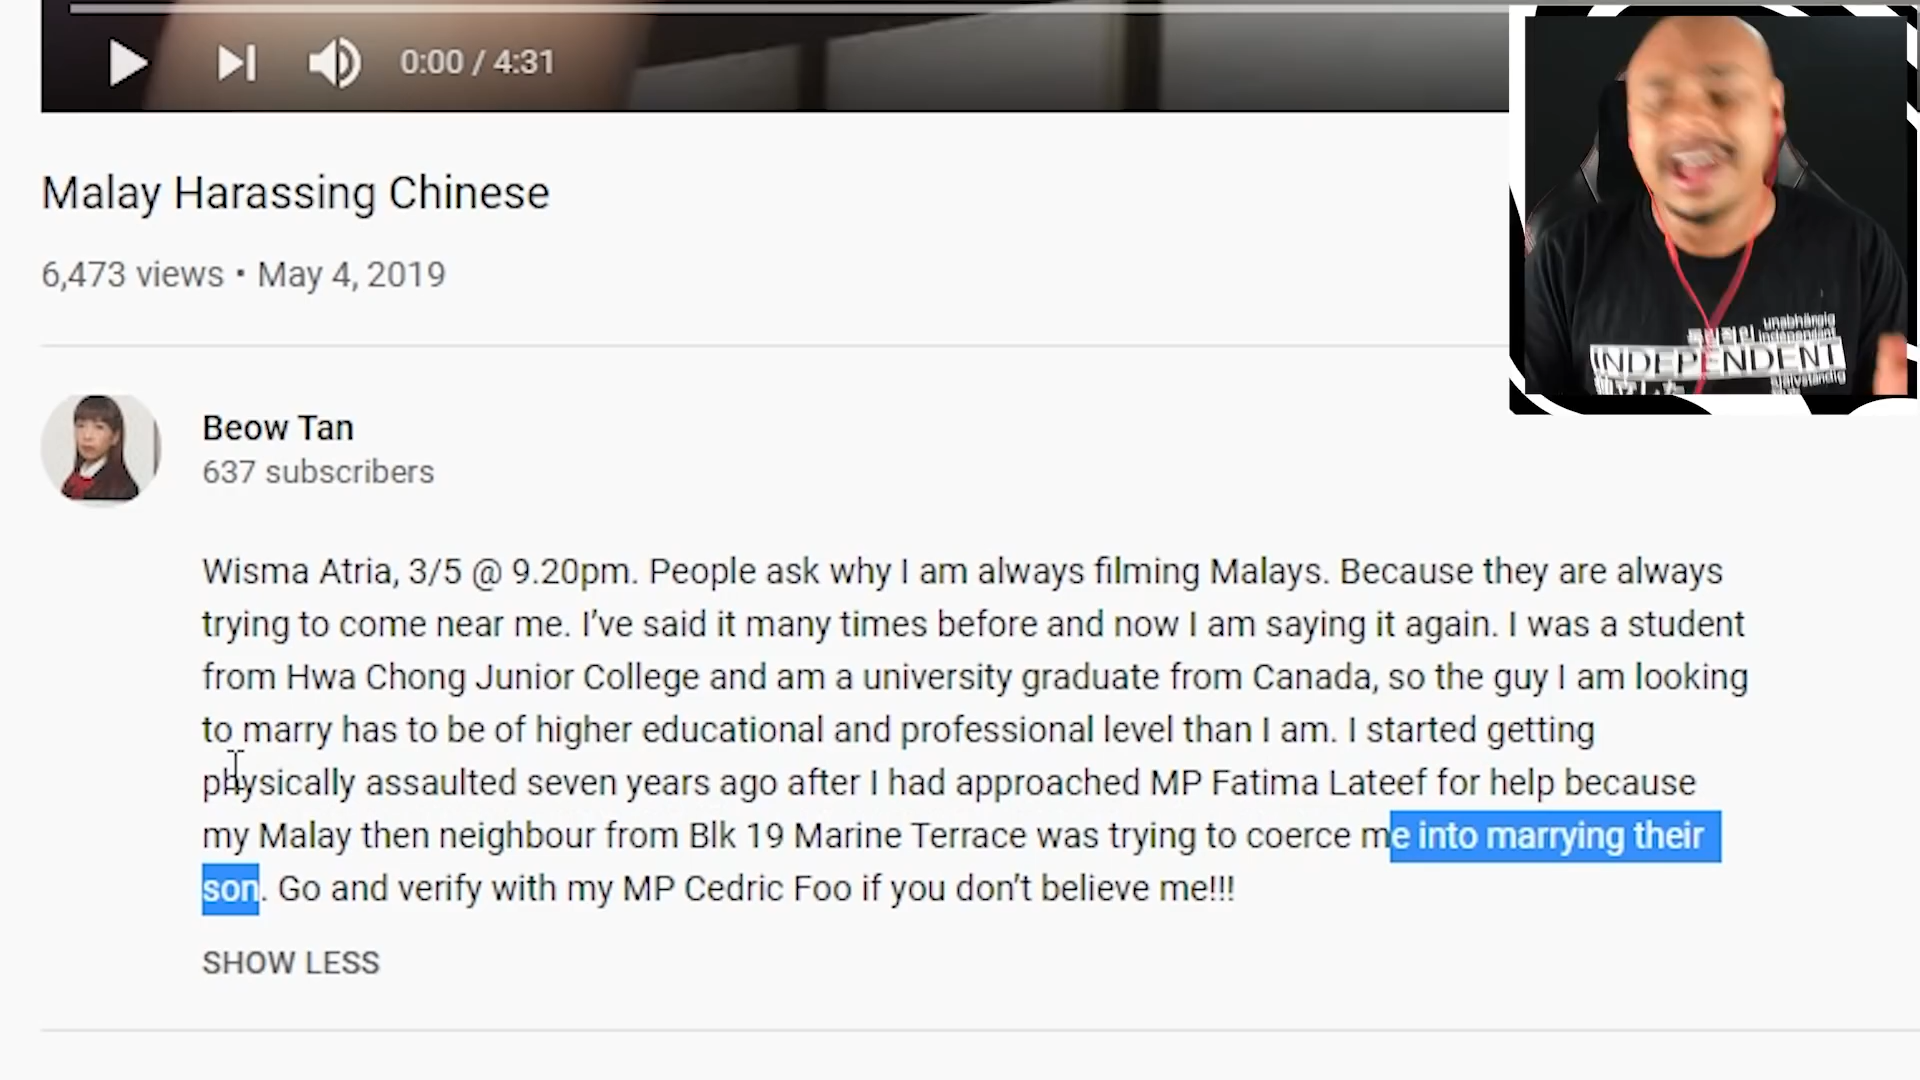 0:00 / 4:31
Malay Harassing Chinese
6,473 views • May 4, 2019
unabhängig
independent
INDEPENDENT
Beow Tan
637 subscribers
Wisma Atria, 3/5 @ 9.20pm. People ask why I am always filming Malays. Because they are always
trying to come near me. I’ve said it many times before and now I am saying it again. I was a student
from Hwa Chong Junior College and am a university graduate from Canada, so the guy I am looking
to marry has to be of higher educational and professional level than I am. I started getting
physically assaulted seven years ago after I had approached MP Fatima Lateef for help because
my Malay then neighbour from Blk 19 Marine Terrace was trying to coerce me into marrying their
son. Go and verify with my MP Cedric Foo if you don’t believe me!!!
SHOW LESS